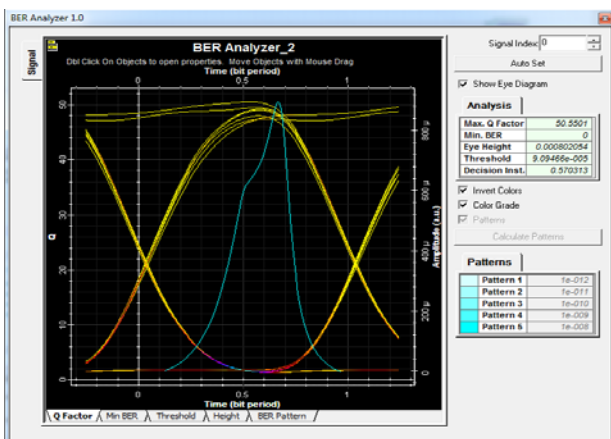 BER Analyzer 1.0
Signal
BER Analyzer_2
Dbl Click On Objects to open properties. Move Objects with Mouse Drag
Time (bit period)
0 0.5 1
Q
0 10 20 30 40 50
Amplitude (a.u.)
0 200 µ 400 µ 600 µ 800 µ
0 0.5 1
Time (bit period)
Q Factor Min BER Threshold Height BER Pattern
Signal Index: 0
Auto Set
Show Eye Diagram
Analysis
Max. Q Factor 50.5501
Min. BER 0
Eye Height 0.000802054
Threshold 9.09466e-005
Decision Inst. 0.570313
Invert Colors
Color Grade
Patterns
Calculate Patterns
Patterns
Pattern 1 1e-012
Pattern 2 1e-011
Pattern 3 1e-010
Pattern 4 1e-009
Pattern 5 1e-008